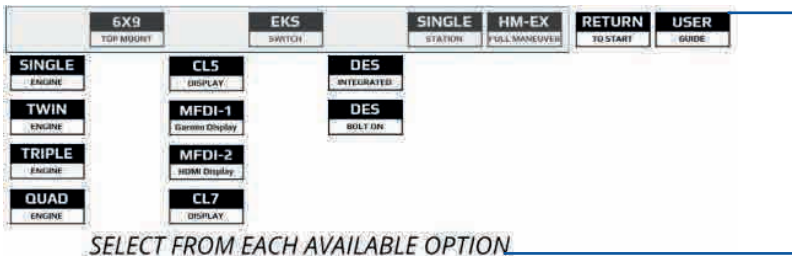 6X9 EKS SINGLE HM-EX RETURN USER
TOP MOUNT SWITCH STATION FULL MANEUVER TO START GUIDE
SINGLE CL5 DES
ENGINE DISPLAY INTEGRATED
TWIN MFDI-1 DES
ENGINE Garmin Display BOLT ON
TRIPLE MFDI-2
ENGINE HDMI Display
QUAD CL7
ENGINE DISPLAY
SELECT FROM EACH AVAILABLE OPTION